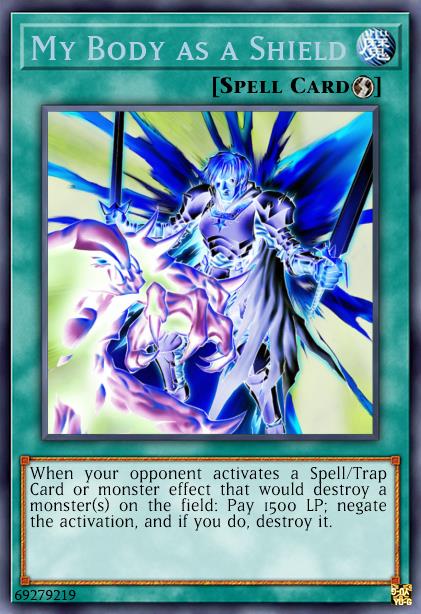 My Body as a Shield 魔
[Spell Card]
When your opponent activates a Spell/Trap
Card or monster effect that would destroy a
monster(s) on the field: Pay 1500 LP; negate
the activation, and if you do, destroy it.
69279219